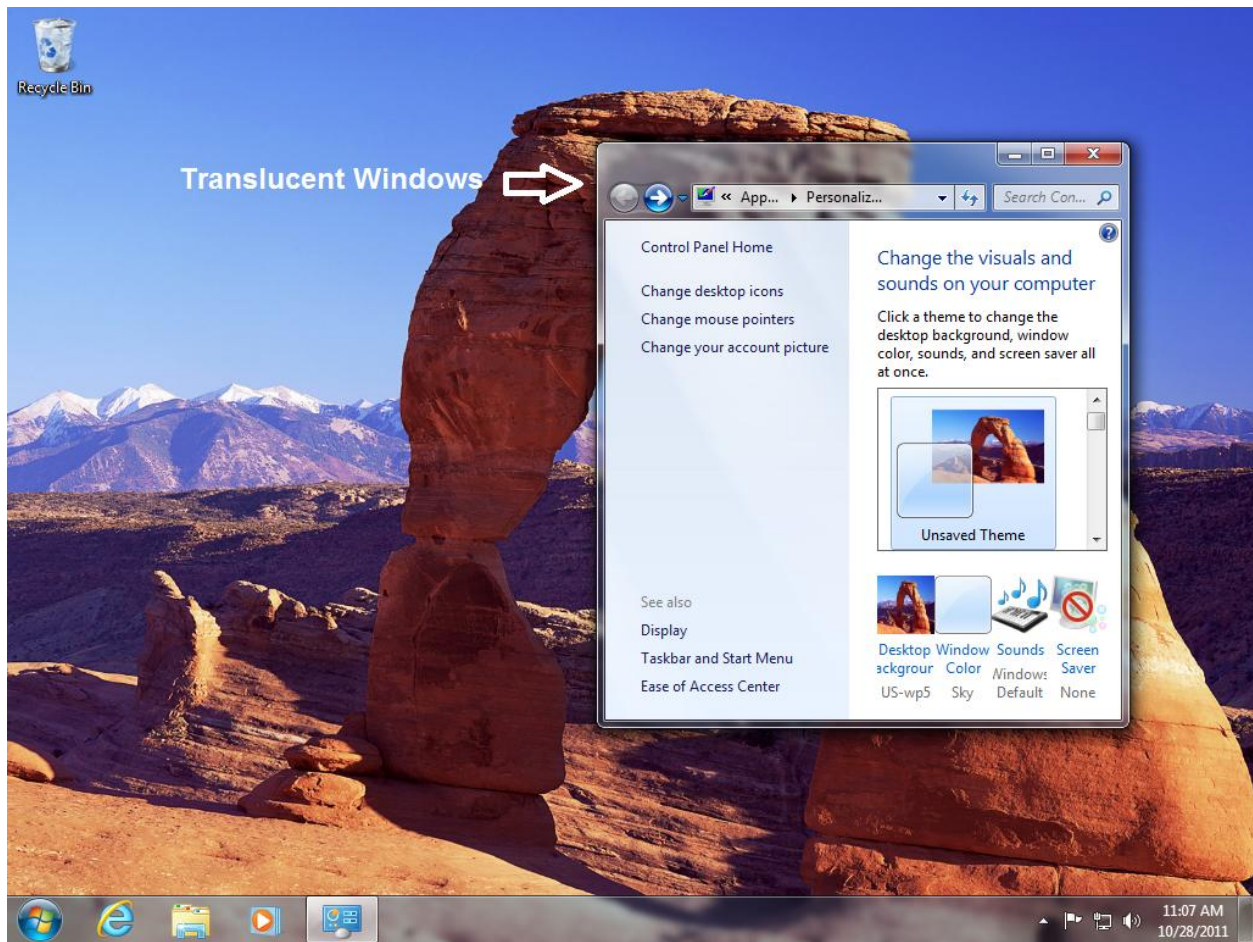 Recycle Bin
Translucent Windows
« App... Personaliz...
Search Con...
Control Panel Home
Change desktop icons
Change mouse pointers
Change your account picture
See also
Display
Taskbar and Start Menu
Ease of Access Center
Change the visuals and
sounds on your computer
Click a theme to change the
desktop background, window
color, sounds, and screen saver all
at once.
Unsaved Theme
Desktop
ackgrour
US-wp5
Window
Color
Sky
Sounds
Windows
Default
Screen
Saver
None
11:07 AM
10/28/2011